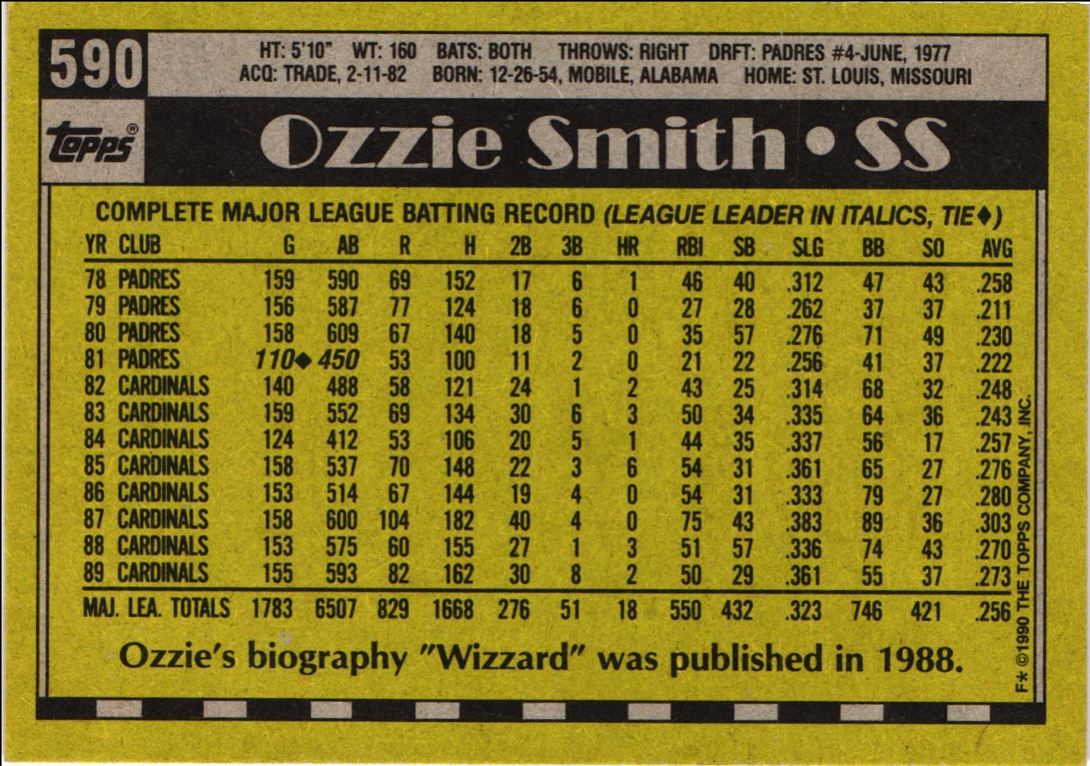 590
HT: 5'10" WT: 160 BATS: BOTH THROWS: RIGHT DRFT: PADRES #4-JUNE, 1977
ACQ: TRADE, 2-11-82 BORN: 12-26-54, MOBILE, ALABAMA HOME: ST. LOUIS, MISSOURI
topps®
Ozzie Smith • SS
COMPLETE MAJOR LEAGUE BATTING RECORD (LEAGUE LEADER IN ITALICS, TIE♦)
YR CLUB G AB R H 2B 3B HR RBI SB SLG BB SO AVG
78 PADRES 159 590 69 152 17 6 1 46 40 .312 47 43 .258
79 PADRES 156 587 77 124 18 6 0 27 28 .262 37 37 .211
80 PADRES 158 609 67 140 18 5 0 35 57 .276 71 49 .230
81 PADRES 110♦ 450 53 100 11 2 0 21 22 .256 41 37 .222
82 CARDINALS 140 488 58 121 24 1 2 43 25 .314 68 32 .248
83 CARDINALS 159 552 69 134 30 6 3 50 34 .335 64 36 .243
84 CARDINALS 124 412 53 106 20 5 1 44 35 .337 56 17 .257
85 CARDINALS 158 537 70 148 22 3 6 54 31 .361 65 27 .276
86 CARDINALS 153 514 67 144 19 4 0 54 31 .333 79 27 .280
87 CARDINALS 158 600 104 182 40 4 0 75 43 .383 89 36 .303
88 CARDINALS 153 575 60 155 27 1 3 51 57 .336 74 43 .270
89 CARDINALS 155 593 82 162 30 8 2 50 29 .361 55 37 .273
MAJ. LEA. TOTALS 1783 6507 829 1668 276 51 18 550 432 .323 746 421 .256
Ozzie's biography "Wizzard" was published in 1988.
F* ©1990 THE TOPPS COMPANY, INC.